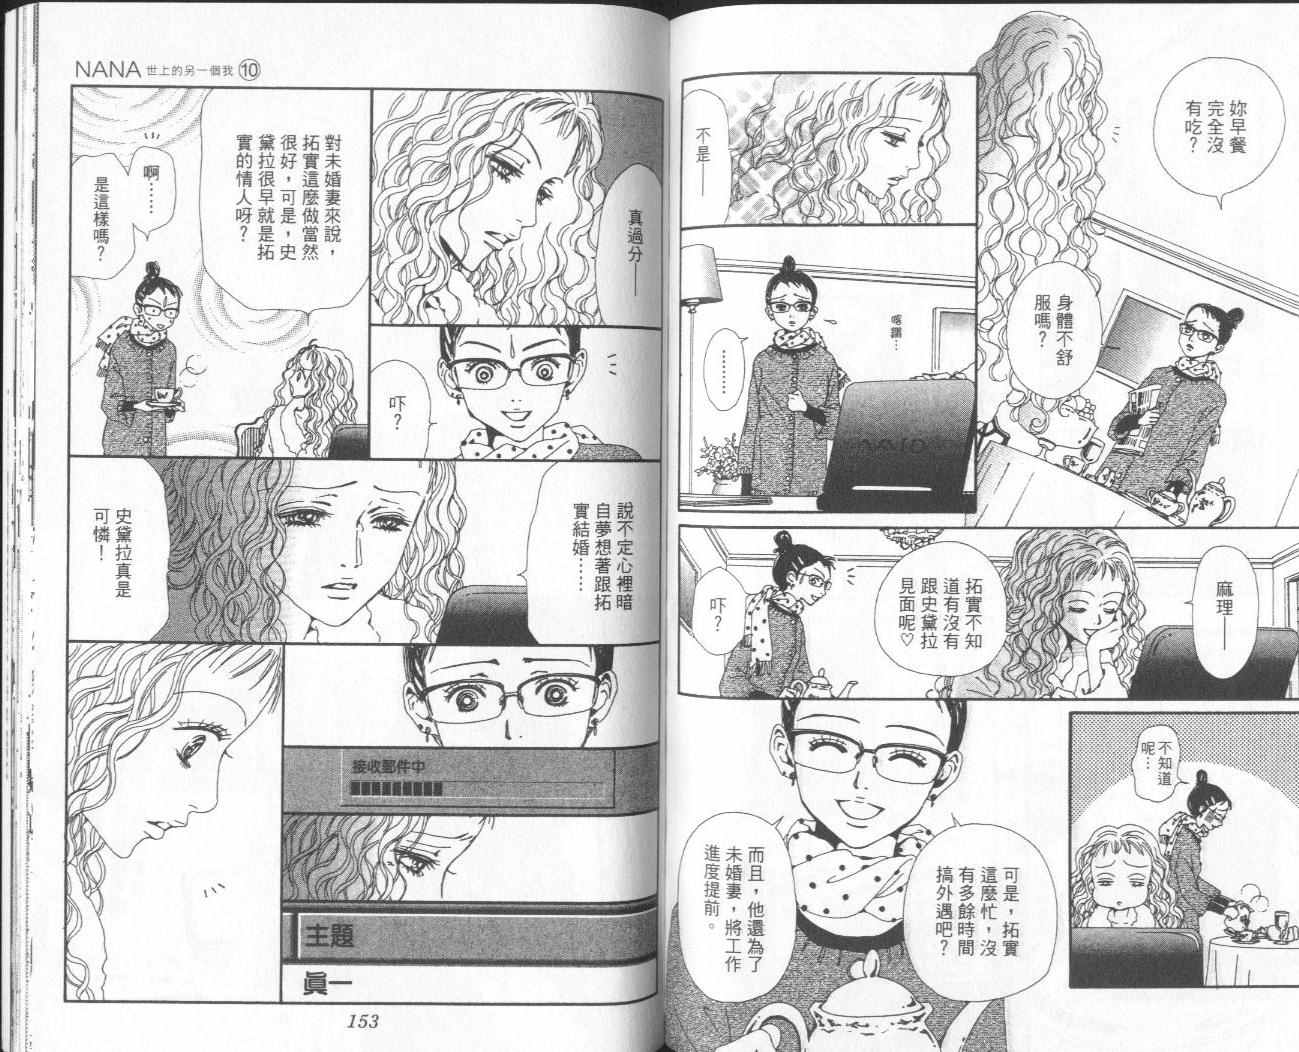 妳早餐
完全沒
有吃？
身體不舒
服嗎？
不是——
喀鏘…
………
VAIO
麻理——
拓實不知
道有沒有
跟史黛拉
見面呢♡
吓？
不知道
呢…
可是，拓實
這麼忙，沒
有多餘時間
搞外遇吧？
而且，他還為了
未婚妻，將工作
進度提前。
NANA 世上的另一個我 ⑩
真過分——
吓？
對未婚妻來說，
拓實這麼做當然
很好，可是，史
黛拉很早就是拓
實的情人呀？
啊……
是這樣嗎？
說不定心裡暗
自夢想著跟拓
實結婚……
史黛拉真是
可憐！
接收郵件中
主題
眞一
153